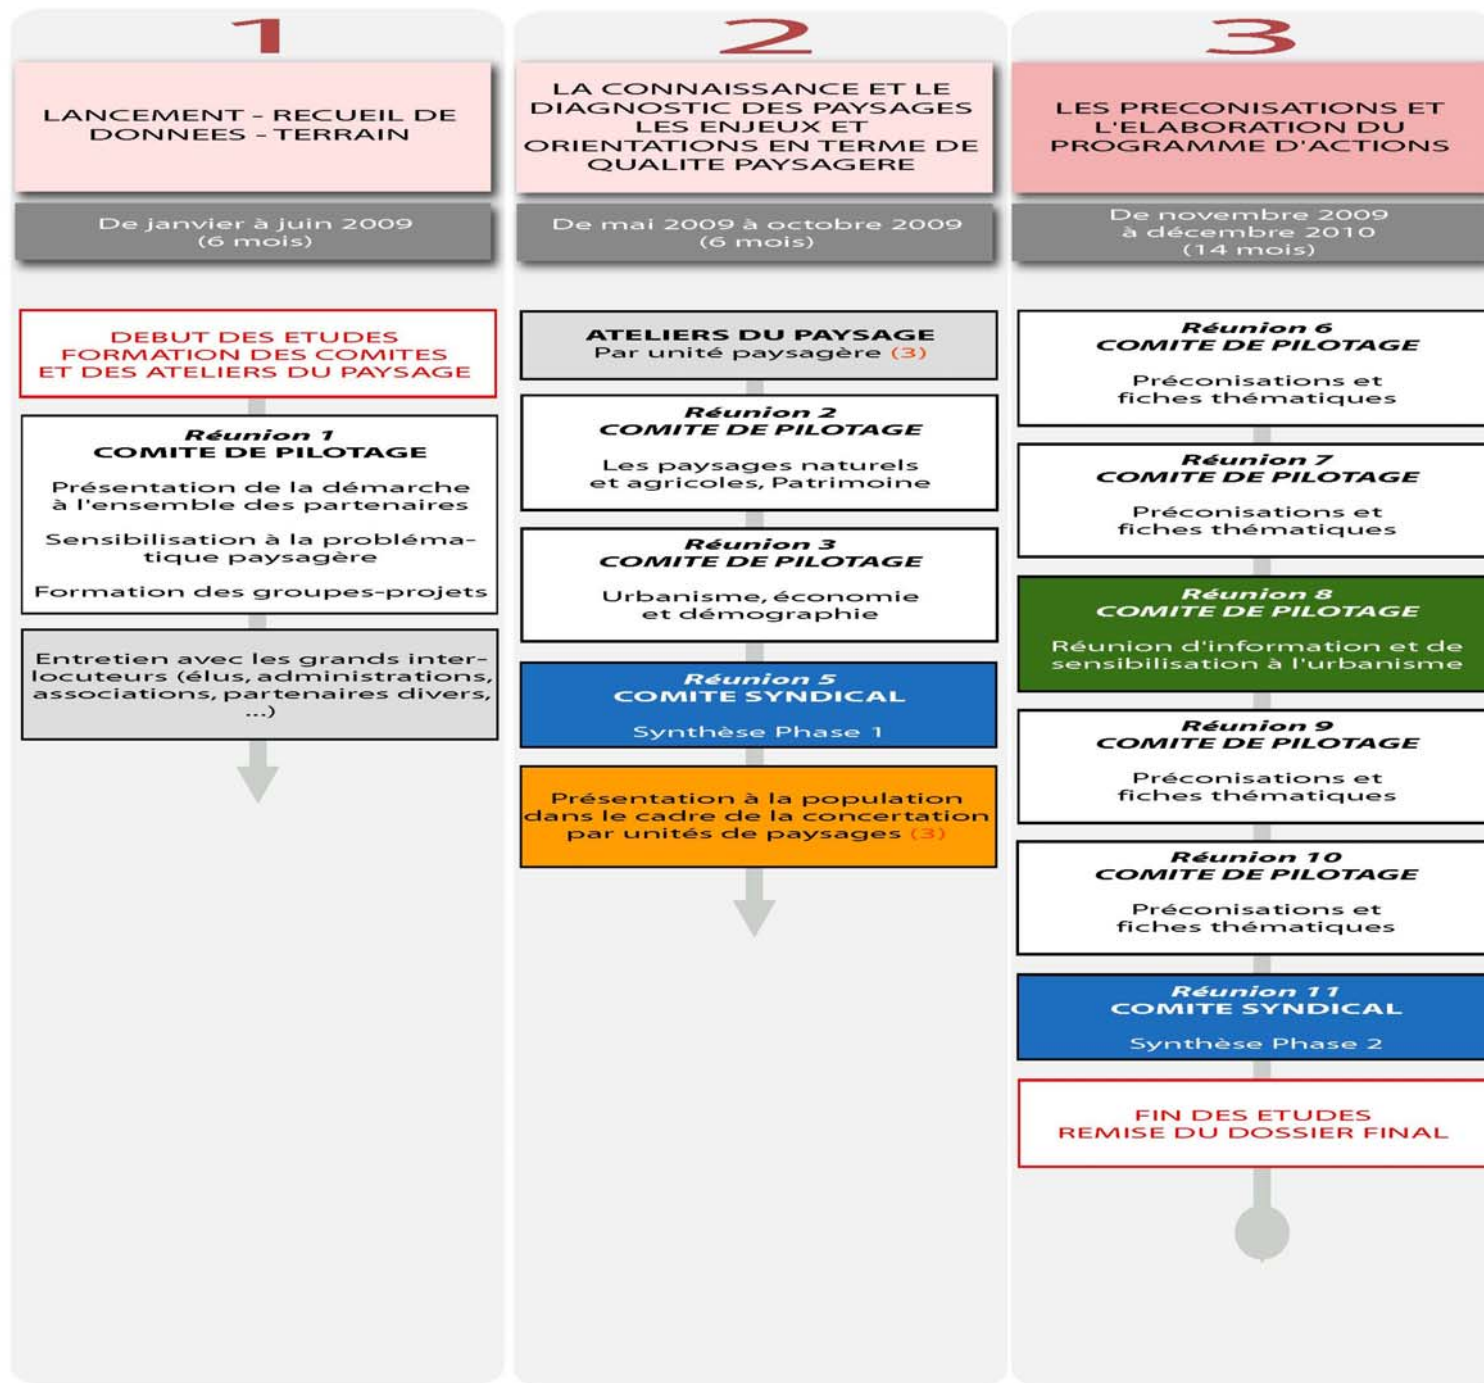 1
LANCEMENT - RECUEIL DE
DONNEES - TERRAIN
De janvier à juin 2009
(6 mois)
DEBUT DES ETUDES
FORMATION DES COMITES
ET DES ATELIERS DU PAYSAGE
Réunion 1
COMITE DE PILOTAGE
Présentation de la démarche
à l'ensemble des partenaires
Sensibilisation à la probléma-
tique paysagère
Formation des groupes-projets
Entretien avec les grands inter-
locuteurs (élus, administrations,
associations, partenaires divers,
...)
2
LA CONNAISSANCE ET LE
DIAGNOSTIC DES PAYSAGES
LES ENJEUX ET
ORIENTATIONS EN TERME DE
QUALITE PAYSAGERE
De mai 2009 à octobre 2009
(6 mois)
ATELIERS DU PAYSAGE
Par unité paysagère (3)
Réunion 2
COMITE DE PILOTAGE
Les paysages naturels
et agricoles, Patrimoine
Réunion 3
COMITE DE PILOTAGE
Urbanisme, économie
et démographie
Réunion 5
COMITE SYNDICAL
Synthèse Phase 1
Présentation à la population
dans le cadre de la concertation
par unités de paysages (3)
3
LES PRECONISATIONS ET
L'ELABORATION DU
PROGRAMME D'ACTIONS
De novembre 2009
à décembre 2010
(14 mois)
Réunion 6
COMITE DE PILOTAGE
Préconisations et
fiches thématiques
Réunion 7
COMITE DE PILOTAGE
Préconisations et
fiches thématiques
Réunion 8
COMITE DE PILOTAGE
Réunion d'information et de
sensibilisation à l'urbanisme
Réunion 9
COMITE DE PILOTAGE
Préconisations et
fiches thématiques
Réunion 10
COMITE DE PILOTAGE
Préconisations et
fiches thématiques
Réunion 11
COMITE SYNDICAL
Synthèse Phase 2
FIN DES ETUDES
REMISE DU DOSSIER FINAL